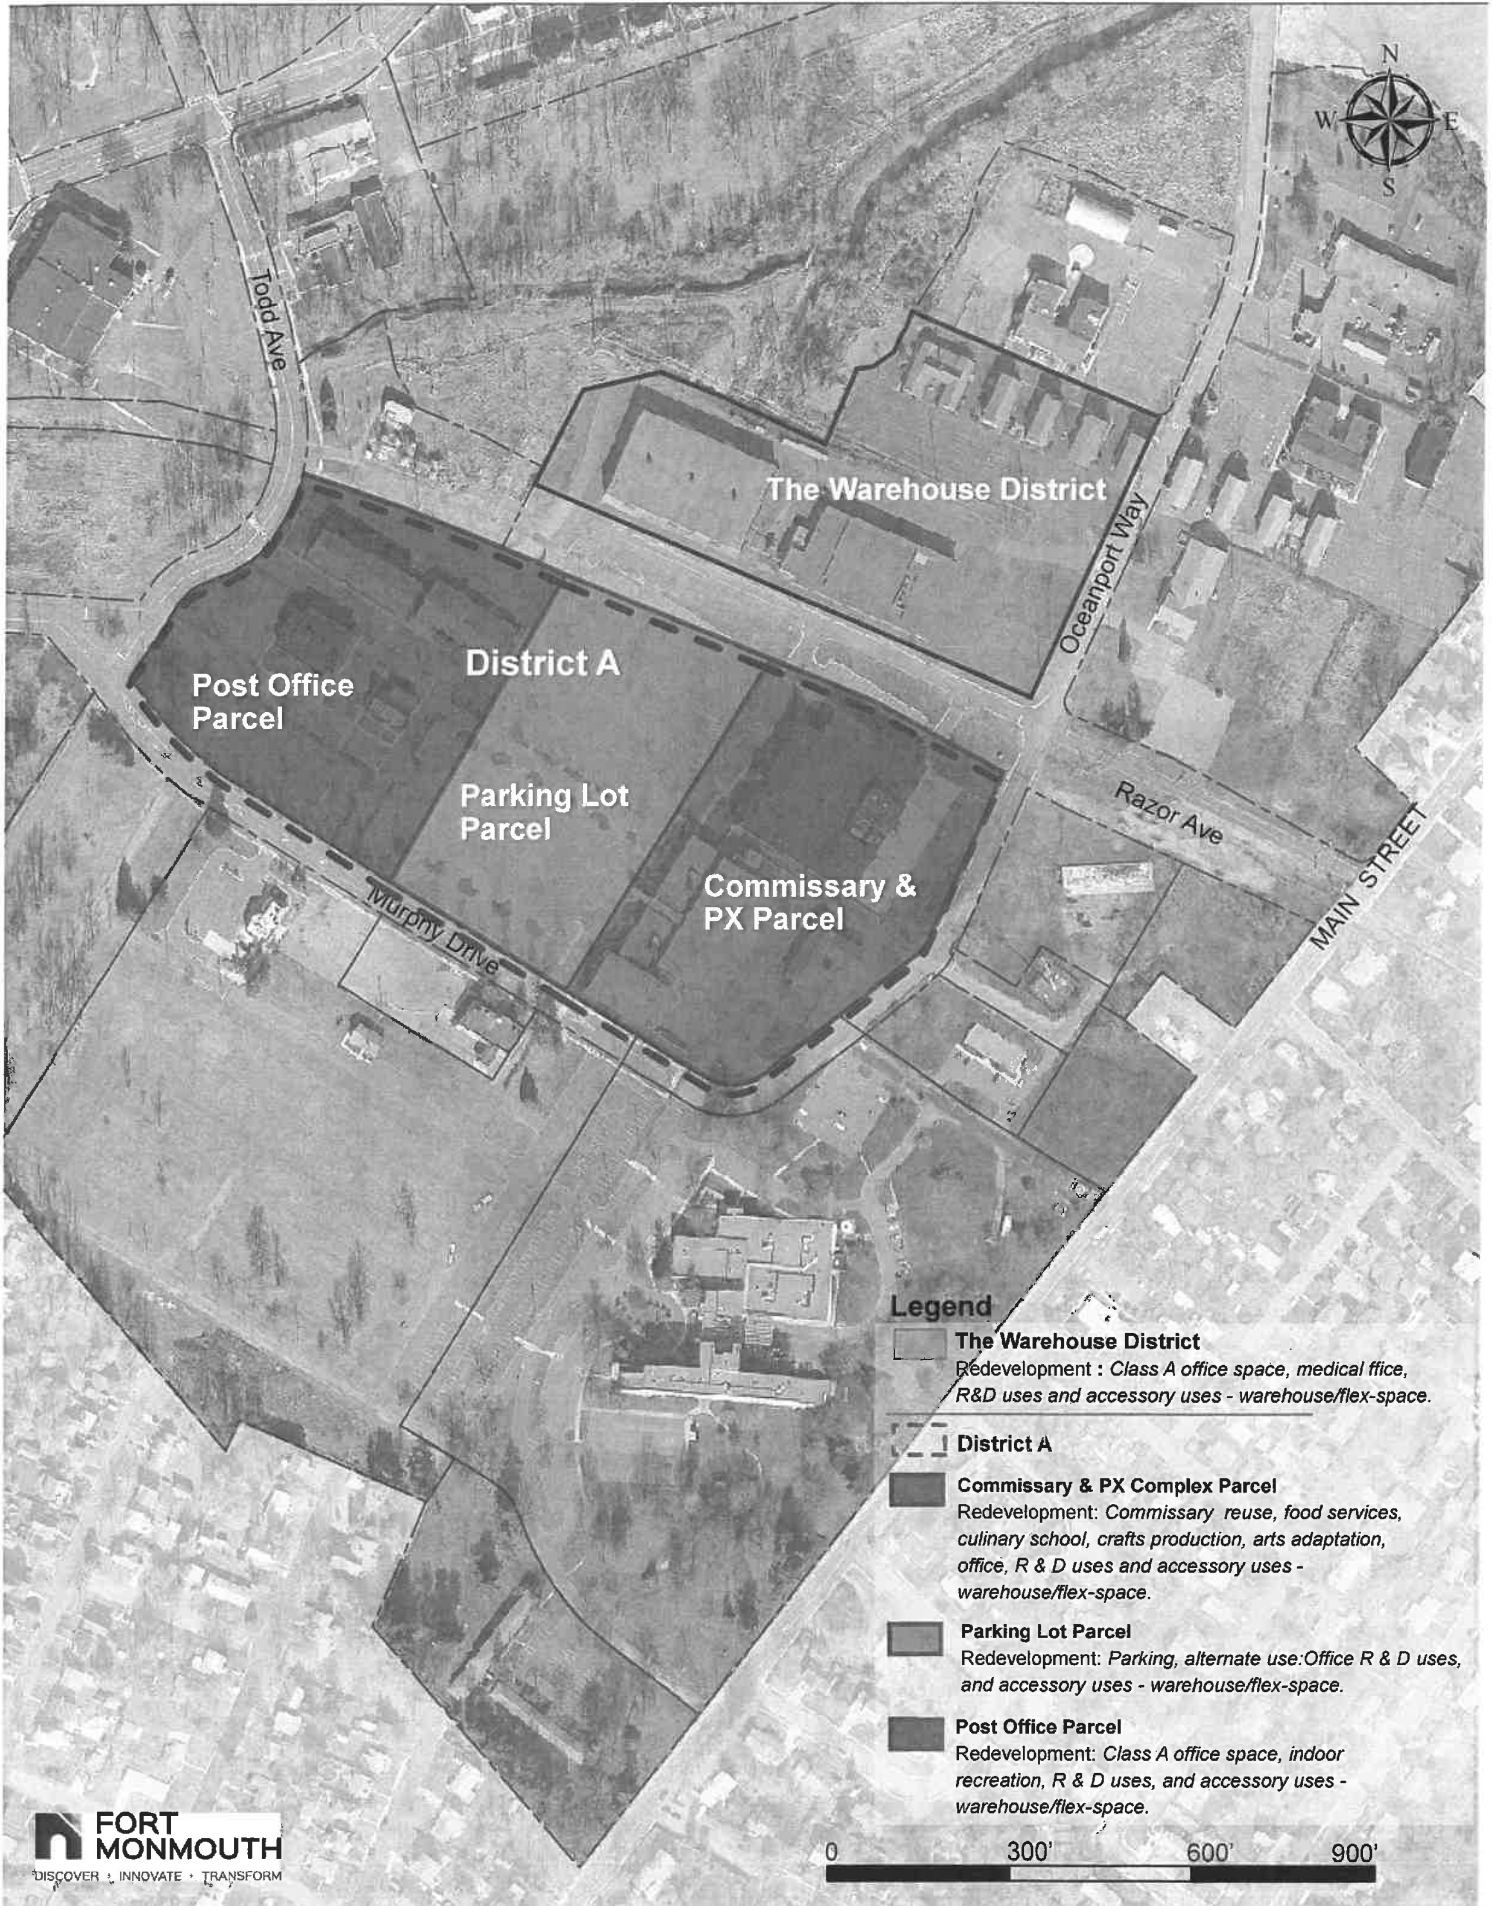 N
W E
S
Todd Ave
The Warehouse District
Oceanport Way
District A
Post Office
Parcel
Parking Lot
Parcel
Razor Ave
MAIN STREET
Commissary &
PX Parcel
Murphy Drive
Legend
The Warehouse District
Redevelopment : Class A office space, medical ffice,
R&D uses and accessory uses - warehouse/flex-space.
District A
Commissary & PX Complex Parcel
Redevelopment: Commissary reuse, food services,
culinary school, crafts production, arts adaptation,
office, R & D uses and accessory uses -
warehouse/flex-space.
Parking Lot Parcel
Redevelopment: Parking, alternate use:Office R & D uses,
and accessory uses - warehouse/flex-space.
Post Office Parcel
Redevelopment: Class A office space, indoor
recreation, R & D uses, and accessory uses -
warehouse/flex-space.
FORT
MONMOUTH
DISCOVER • INNOVATE • TRANSFORM
0 300' 600' 900'